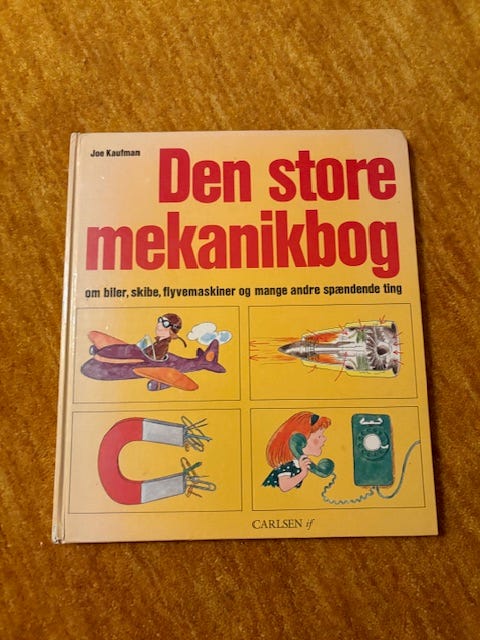 Joe Kaufman
Den store
mekanikbog
om biler, skibe, flyvemaskiner og mange andre spændende ting
CARLSEN if